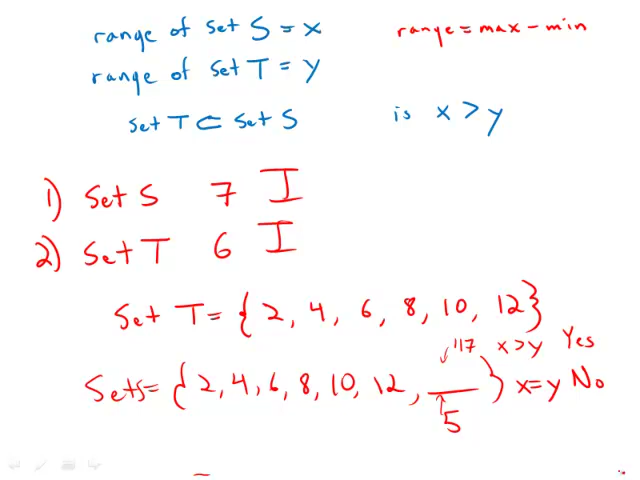 range of set S = x
range = max - min
range of set T = y
set T ⊂ set S
is x > y
1) Set S 7 I
2) Set T 6 I
Set T = { 2, 4, 6, 8, 10, 12 }
117 x > y Yes
Set S = { 2, 4, 6, 8, 10, 12, __ } x = y No
5